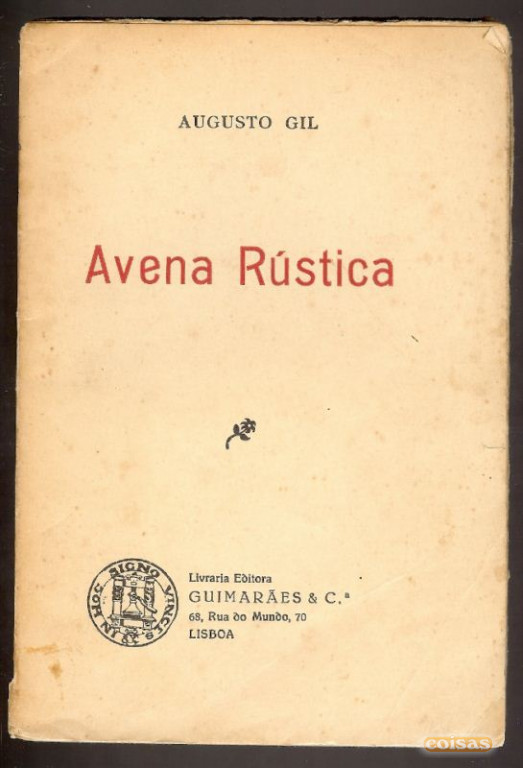 AUGUSTO GIL
Avena Rústica
IN HOC SIGNO VINCES
Livraria Editora
GUIMARÃES & C.ª
68, Rua do Mundo, 70
LISBOA
coisas